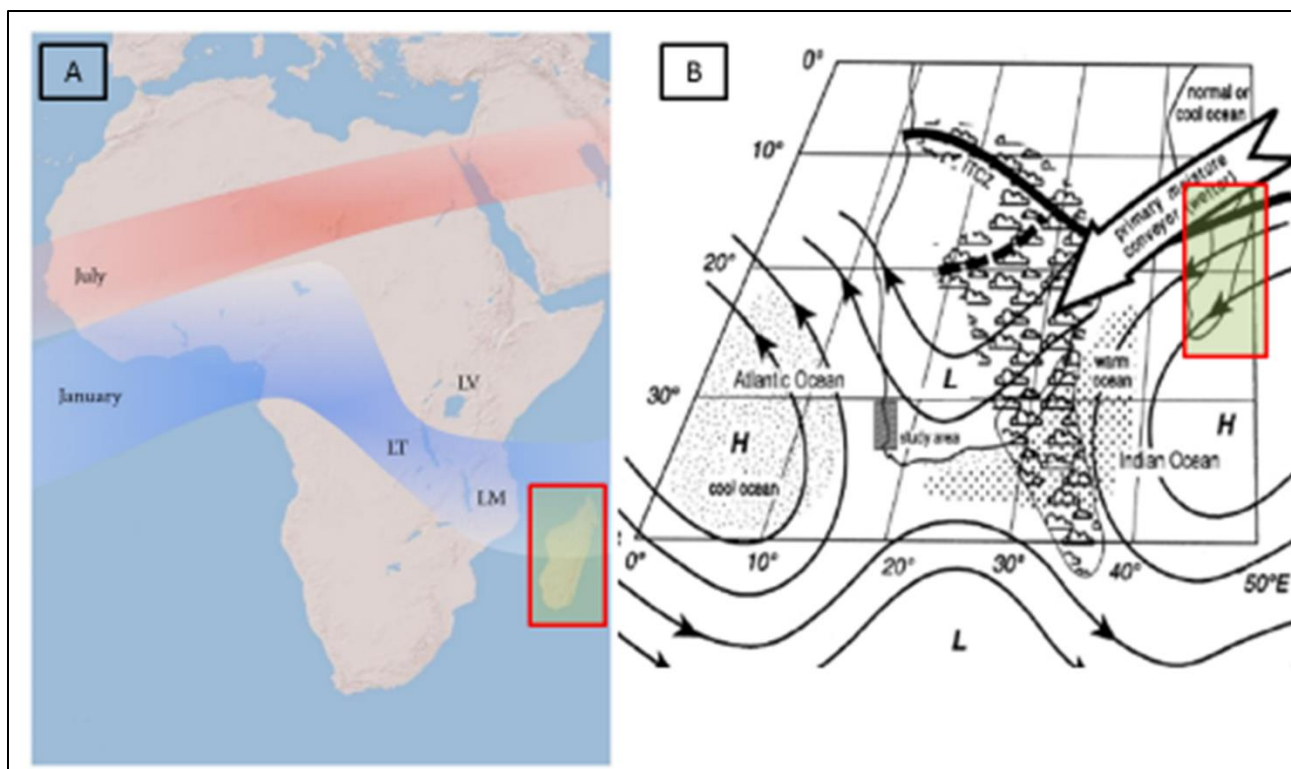 A
July
January
LV
LT
LM
B
0°
normal or
cool ocean
10°
ITCZ
primary moisture
conveyor (wetter)
20°
warm
ocean
Atlantic Ocean
L
30°
H
study area
H
cool ocean
Indian Ocean
0°
10°
20°
30°
40°
50°E
L